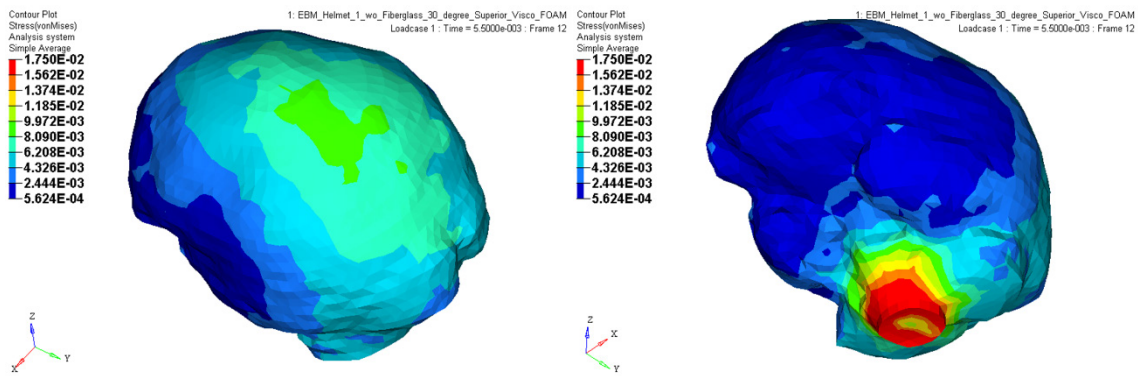 Contour Plot
Stress(vonMises)
Analysis system
Simple Average
1.750E-02
1.562E-02
1.374E-02
1.185E-02
9.972E-03
8.090E-03
6.208E-03
4.326E-03
2.444E-03
5.624E-04
1: EBM_Helmet_1_wo_Fiberglass_30_degree_Superior_Visco_FOAM
Loadcase 1 : Time = 5.5000e-003 : Frame 12
Z
X
Y
Contour Plot
Stress(vonMises)
Analysis system
Simple Average
1.750E-02
1.562E-02
1.374E-02
1.185E-02
9.972E-03
8.090E-03
6.208E-03
4.326E-03
2.444E-03
5.624E-04
1: EBM_Helmet_1_wo_Fiberglass_30_degree_Superior_Visco_FOAM
Loadcase 1 : Time = 5.5000e-003 : Frame 12
Z
X
Y